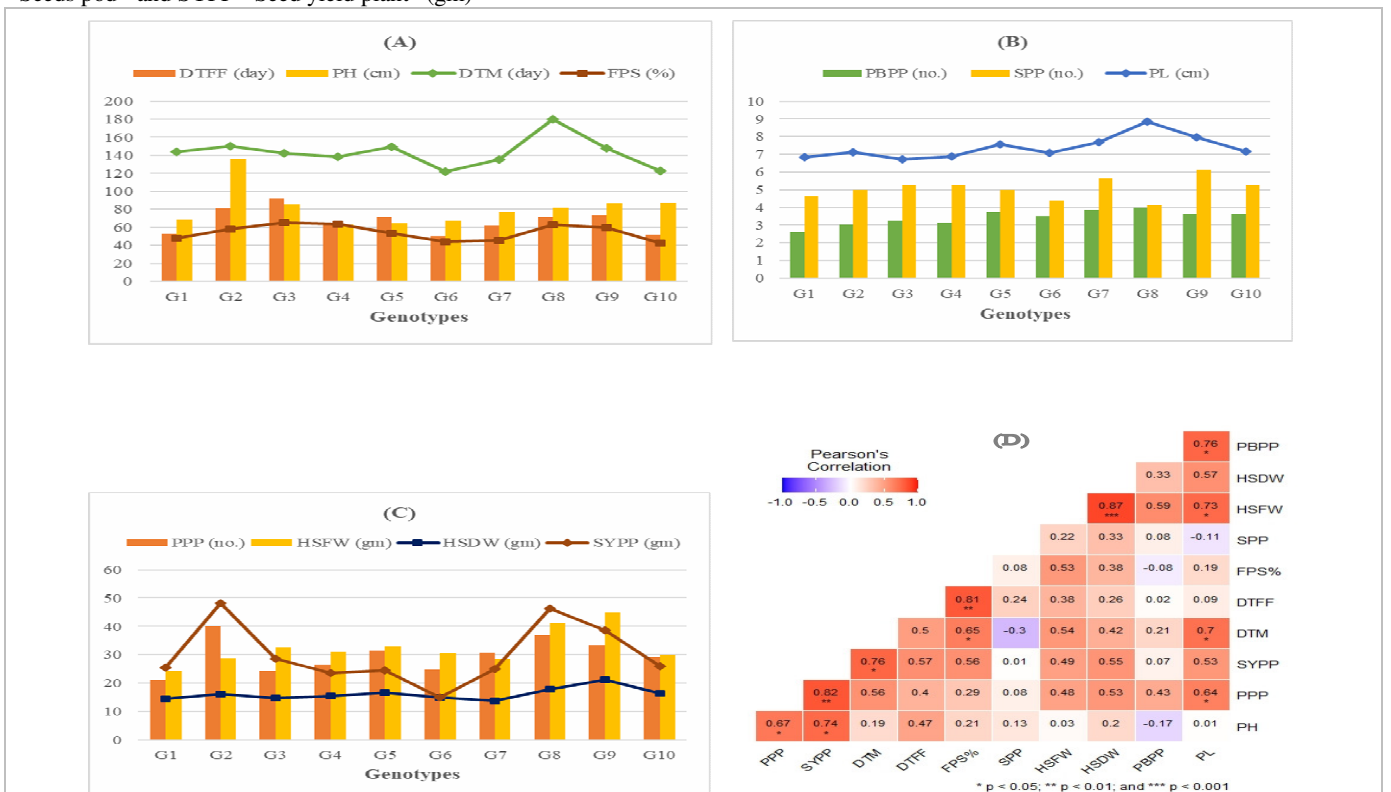 Seeds pod⁻¹ and SYPP = Seed yield plant⁻¹ (gm)
(A)
DTFF (day) PH (cm) DTM (day) FPS (%)
200
180
160
140
120
100
80
60
40
20
0
G1 G2 G3 G4 G5 G6 G7 G8 G9 G10
Genotypes
(B)
PBPP (no.) SPP (no.) PL (cm)
10
9
8
7
6
5
4
3
2
1
0
G1 G2 G3 G4 G5 G6 G7 G8 G9 G10
Genotypes
(C)
PPP (no.) HSFW (gm) HSDW (gm) SYPP (gm)
60
50
40
30
20
10
0
G1 G2 G3 G4 G5 G6 G7 G8 G9 G10
Genotypes
(D)
Pearson's
Correlation
-1.0 -0.5 0.0 0.5 1.0
0.76 PBPP
*
0.33 0.57 HSDW
0.87 0.59 0.73 HSFW
*** *
0.22 0.33 0.08 -0.11 SPP
0.08 0.53 0.38 -0.08 0.19 FPS%
0.81 0.24 0.38 0.26 0.02 0.09 DTFF
**
0.5 0.65 -0.3 0.54 0.42 0.21 0.7 DTM
* *
0.76 0.57 0.56 0.01 0.49 0.55 0.07 0.53 SYPP
*
0.82 0.56 0.4 0.29 0.08 0.48 0.53 0.43 0.64 PPP
** *
0.67 0.74 0.19 0.47 0.21 0.13 0.03 0.2 -0.17 0.01 PH
* *
PPP SYPP DTM DTFF FPS% SPP HSFW HSDW PBPP PL
* p < 0.05; ** p < 0.01; and *** p < 0.001